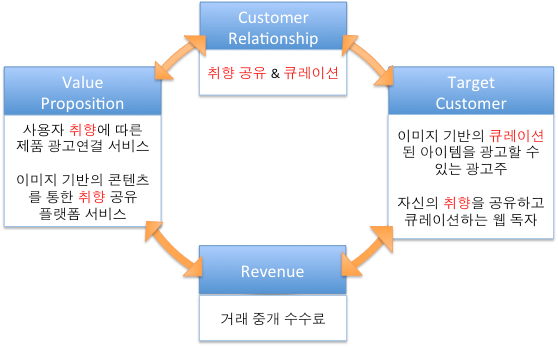 Customer
Relationship
취향 공유 & 큐레이션
Value
Proposition
사용자 취향에 따른
제품 광고연결 서비스
이미지 기반의 콘텐츠
를 통한 취향 공유
플랫폼 서비스
Target
Customer
이미지 기반의 큐레이션
된 아이템을 광고할 수
있는 광고주
자신의 취향을 공유하고
큐레이션하는 웹 독자
Revenue
거래 중개 수수료